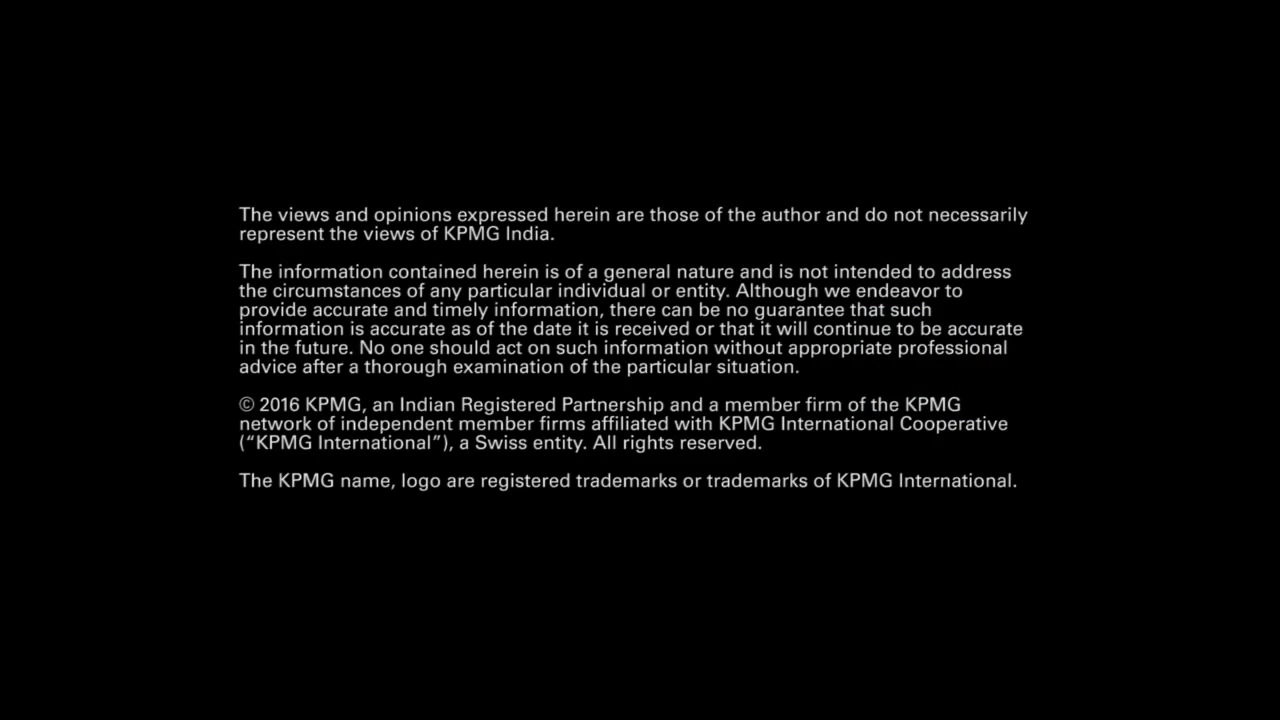 The views and opinions expressed herein are those of the author and do not necessarily
represent the views of KPMG India.
The information contained herein is of a general nature and is not intended to address
the circumstances of any particular individual or entity. Although we endeavor to
provide accurate and timely information, there can be no guarantee that such
information is accurate as of the date it is received or that it will continue to be accurate
in the future. No one should act on such information without appropriate professional
advice after a thorough examination of the particular situation.
© 2016 KPMG, an Indian Registered Partnership and a member firm of the KPMG
network of independent member firms affiliated with KPMG International Cooperative
(“KPMG International”), a Swiss entity. All rights reserved.
The KPMG name, logo are registered trademarks or trademarks of KPMG International.